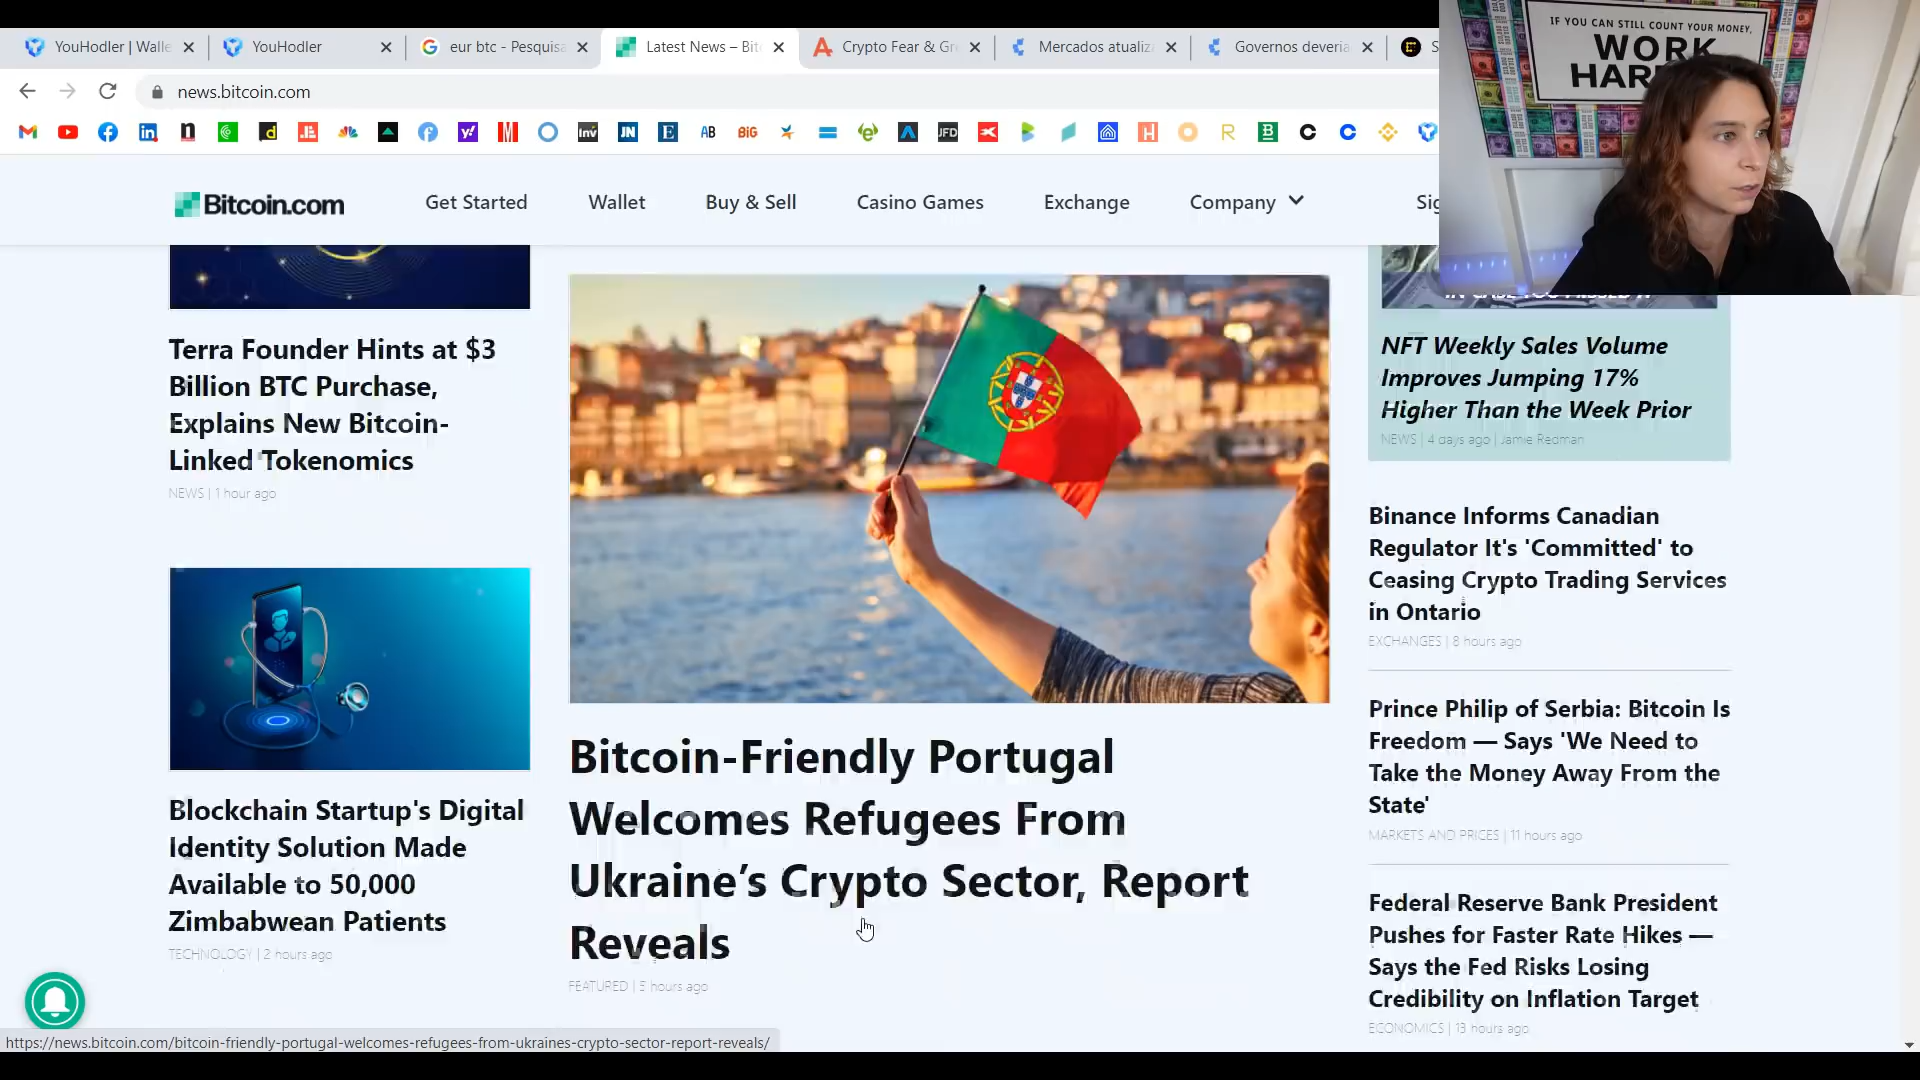 YouHodler | Walle
YouHodler
eur btc - Pesquisa
Latest News – Bit
Crypto Fear & Gr
Mercados atualiz
Governos deveria
S
news.bitcoin.com
IF YOU CAN STILL COUNT YOUR MONEY,
WORK
HAR
Bitcoin.com
Get Started
Wallet
Buy & Sell
Casino Games
Exchange
Company
Sig
Terra Founder Hints at $3
Billion BTC Purchase,
Explains New Bitcoin-
Linked Tokenomics
NEWS | 1 hour ago
Blockchain Startup's Digital
Identity Solution Made
Available to 50,000
Zimbabwean Patients
TECHNOLOGY | 2 hours ago
Bitcoin-Friendly Portugal
Welcomes Refugees From
Ukraine’s Crypto Sector, Report
Reveals
FEATURED | 5 hours ago
IN CASE YOU MISSED IT
NFT Weekly Sales Volume
Improves Jumping 17%
Higher Than the Week Prior
NEWS | 4 days ago | Jamie Redman
Binance Informs Canadian
Regulator It's 'Committed' to
Ceasing Crypto Trading Services
in Ontario
EXCHANGES | 8 hours ago
Prince Philip of Serbia: Bitcoin Is
Freedom — Says 'We Need to
Take the Money Away From the
State'
MARKETS AND PRICES | 11 hours ago
Federal Reserve Bank President
Pushes for Faster Rate Hikes —
Says the Fed Risks Losing
Credibility on Inflation Target
ECONOMICS | 13 hours ago
https://news.bitcoin.com/bitcoin-friendly-portugal-welcomes-refugees-from-ukraines-crypto-sector-report-reveals/